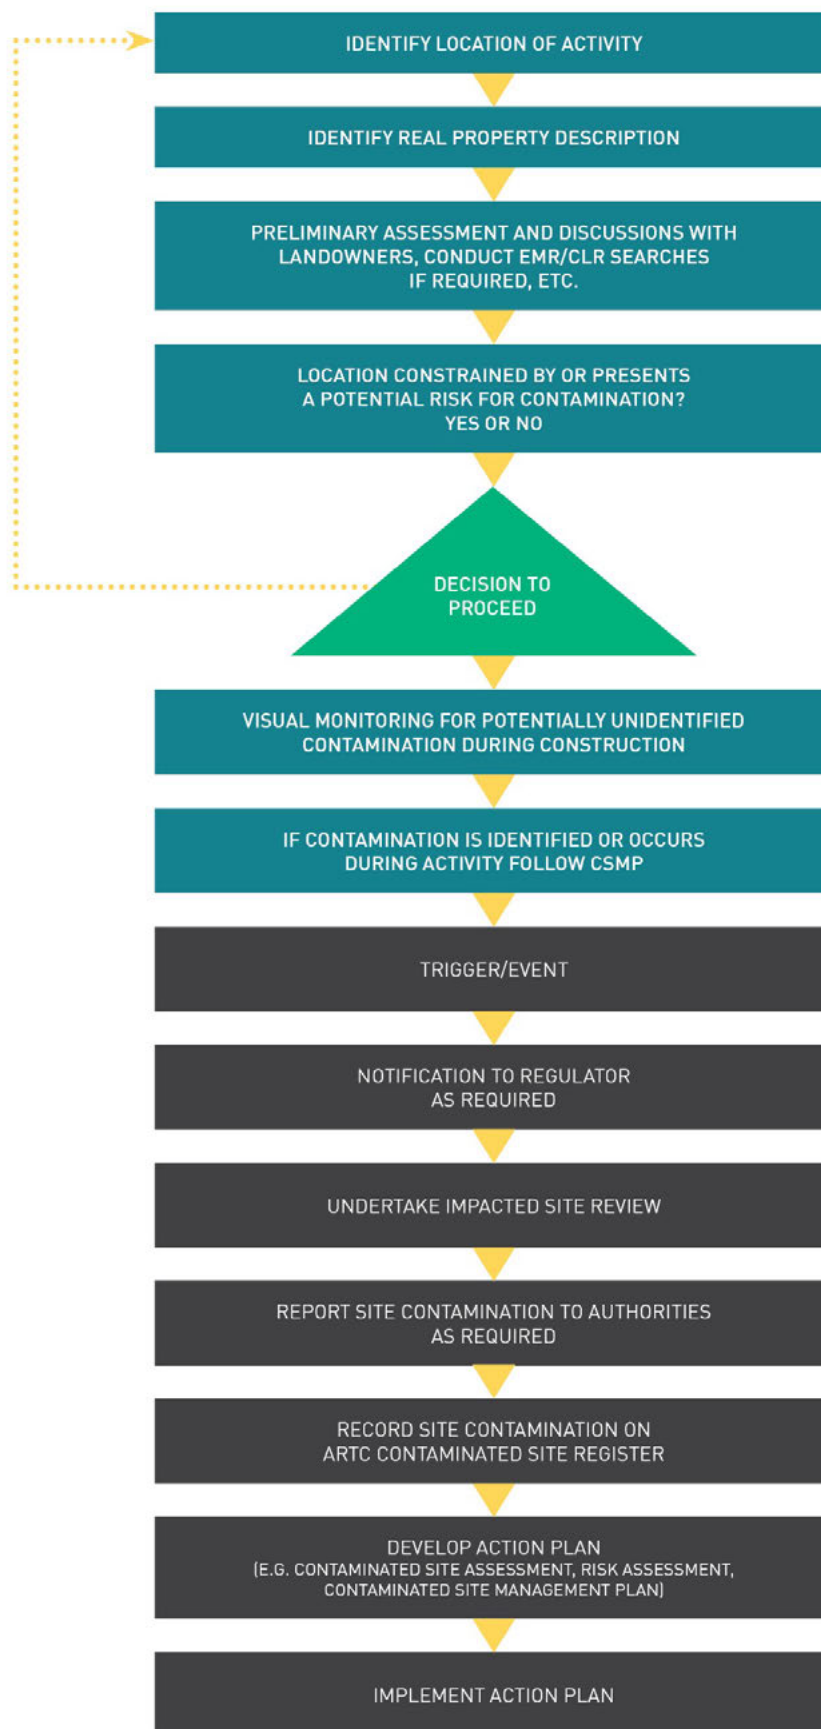 IDENTIFY LOCATION OF ACTIVITY
IDENTIFY REAL PROPERTY DESCRIPTION
PRELIMINARY ASSESSMENT AND DISCUSSIONS WITH
LANDOWNERS, CONDUCT EMR/CLR SEARCHES
IF REQUIRED, ETC.
LOCATION CONSTRAINED BY OR PRESENTS
A POTENTIAL RISK FOR CONTAMINATION?
YES OR NO
DECISION TO
PROCEED
VISUAL MONITORING FOR POTENTIALLY UNIDENTIFIED
CONTAMINATION DURING CONSTRUCTION
IF CONTAMINATION IS IDENTIFIED OR OCCURS
DURING ACTIVITY FOLLOW CSMP
TRIGGER/EVENT
NOTIFICATION TO REGULATOR
AS REQUIRED
UNDERTAKE IMPACTED SITE REVIEW
REPORT SITE CONTAMINATION TO AUTHORITIES
AS REQUIRED
RECORD SITE CONTAMINATION ON
ARTC CONTAMINATED SITE REGISTER
DEVELOP ACTION PLAN
(E.G. CONTAMINATED SITE ASSESSMENT, RISK ASSESSMENT,
CONTAMINATED SITE MANAGEMENT PLAN)
IMPLEMENT ACTION PLAN